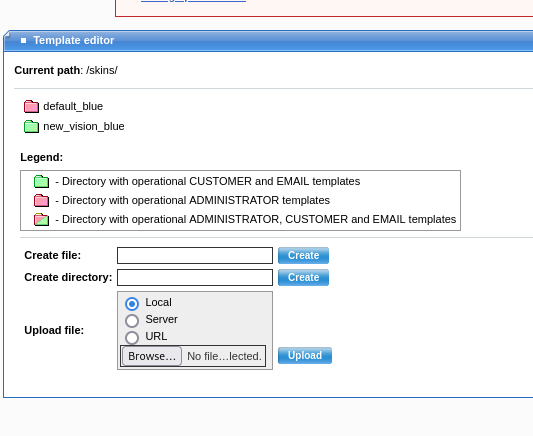 Template editor
Current path: /skins/
default_blue
new_vision_blue
Legend:
- Directory with operational CUSTOMER and EMAIL templates
- Directory with operational ADMINISTRATOR templates
- Directory with operational ADMINISTRATOR, CUSTOMER and EMAIL templates
Create file: Create
Create directory: Create
Local
Server
Upload file: URL
Browse... No file...lected. Upload